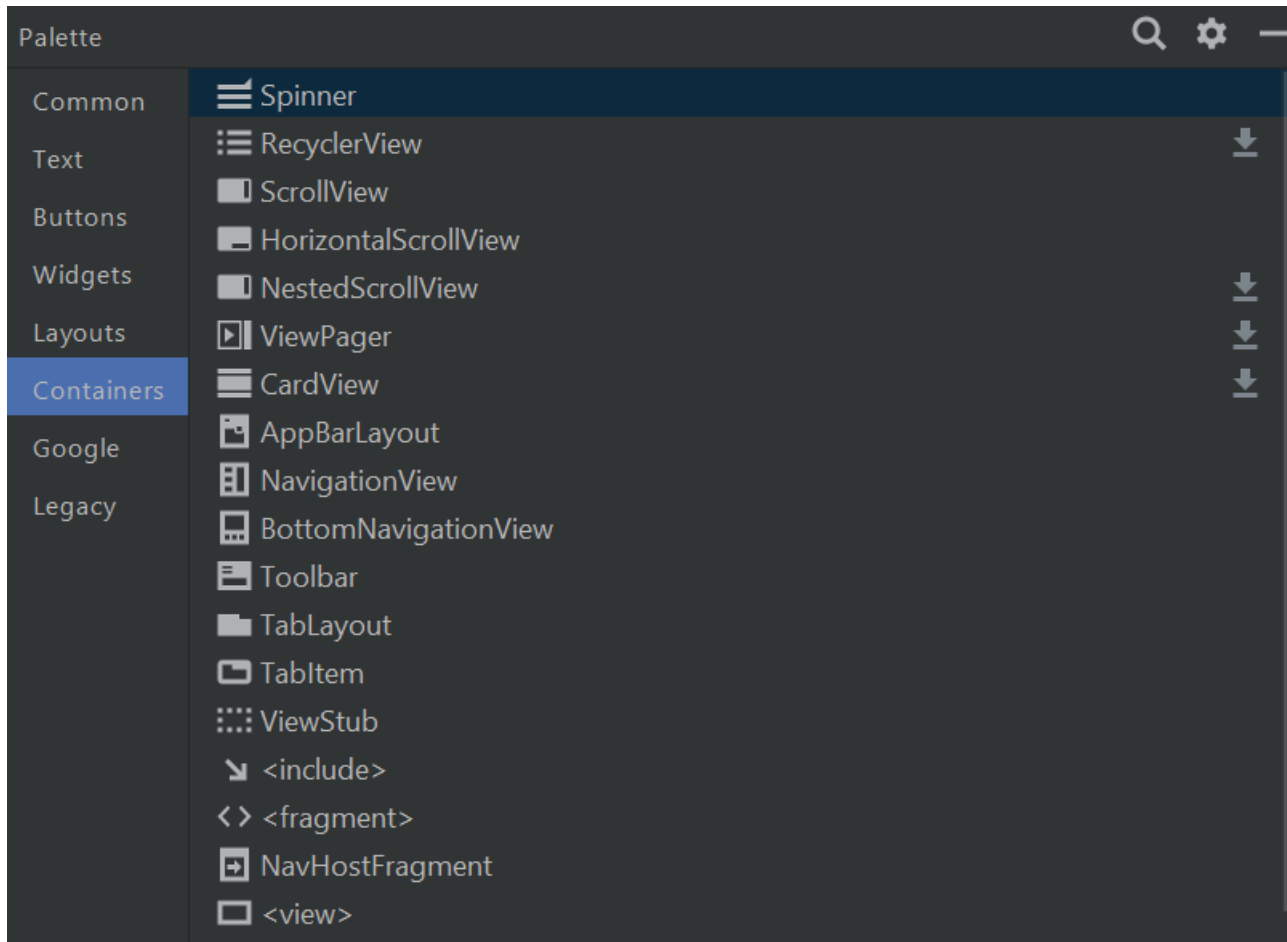 Palette
Common
Text
Buttons
Widgets
Layouts
Containers
Google
Legacy
Spinner
RecyclerView
ScrollView
HorizontalScrollView
NestedScrollView
ViewPager
CardView
AppBarLayout
NavigationView
BottomNavigationView
Toolbar
TabLayout
TabItem
ViewStub
<include>
<fragment>
NavHostFragment
<view>